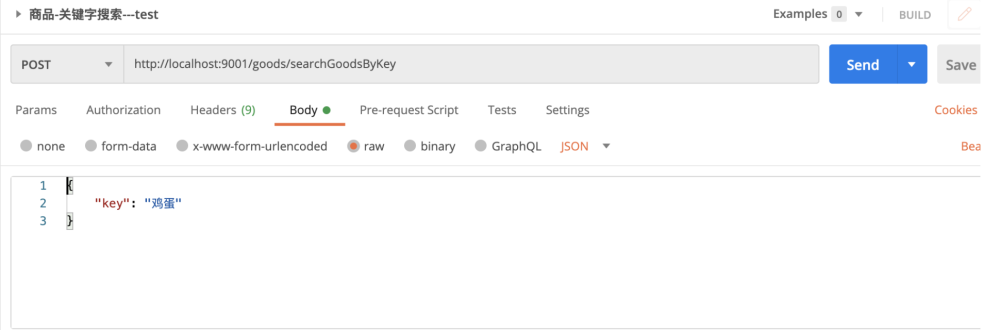 商品-关键字搜索---test
Examples 0 BUILD
POST http://localhost:9001/goods/searchGoodsByKey Send Save
Params Authorization Headers (9) Body Pre-request Script Tests Settings Cookies
none form-data x-www-form-urlencoded raw binary GraphQL JSON Bea
1 {
2 "key": "鸡蛋"
3 }